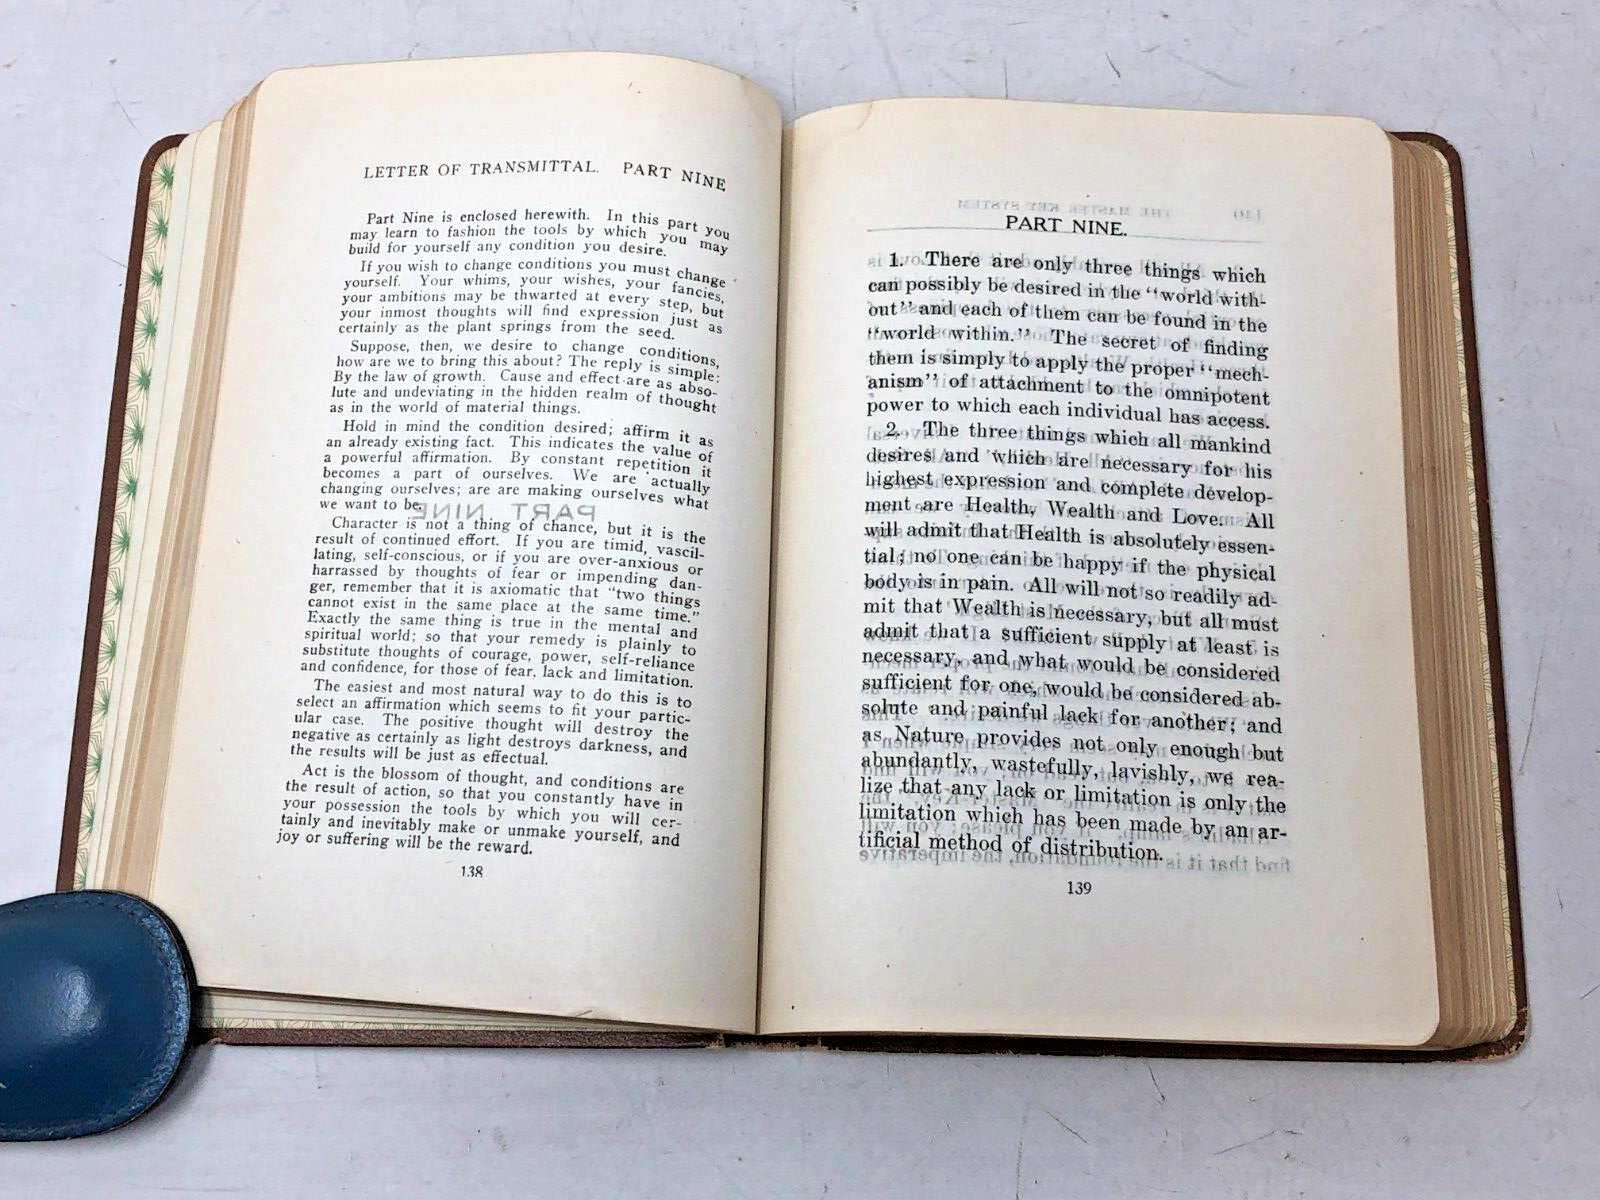 LETTER OF TRANSMITTAL. PART NINE
Part Nine is enclosed herewith. In this part you
may learn to fashion the tools by which you may
build for yourself any condition you desire.
If you wish to change conditions you must change
yourself. Your whims, your wishes, your fancies,
your ambitions may be thwarted at every step, but
your inmost thoughts will find expression just as
certainly as the plant springs from the seed.
Suppose, then, we desire to change conditions,
how are we to bring this about? The reply is simple:
By the law of growth. Cause and effect are as abso-
lute and undeviating in the hidden realm of thought
as in the world of material things.
Hold in mind the condition desired; affirm it as
an already existing fact. This indicates the value of
a powerful affirmation. By constant repetition it
becomes a part of ourselves. We are actually
changing ourselves; are are making ourselves what
we want to be.
Character is not a thing of chance, but it is the
result of continued effort. If you are timid, vascil-
lating, self-conscious, or if you are over-anxious or
harrassed by thoughts of fear or impending dan-
ger, remember that it is axiomatic that "two things
cannot exist in the same place at the same time."
Exactly the same thing is true in the mental and
spiritual world; so that your remedy is plainly to
substitute thoughts of courage, power, self-reliance
and confidence, for those of fear, lack and limitation.
The easiest and most natural way to do this is to
select an affirmation which seems to fit your partic-
ular case. The positive thought will destroy the
negative as certainly as light destroys darkness, and
the results will be just as effectual.
Act is the blossom of thought, and conditions are
the result of action, so that you constantly have in
your possession the tools by which you will cer-
tainly and inevitably make or unmake yourself, and
joy or suffering will be the reward.
138
PART NINE.
1. There are only three things which
can possibly be desired in the "world with-
out" and each of them can be found in the
"world within." The secret of finding
them is simply to apply the proper "mech-
anism" of attachment to the omnipotent
power to which each individual has access.
2. The three things which all mankind
desires and which are necessary for his
highest expression and complete develop-
ment are Health, Wealth and Love. All
will admit that Health is absolutely essen-
tial; no one can be happy if the physical
body is in pain. All will not so readily ad-
mit that Wealth is necessary, but all must
admit that a sufficient supply at least is
necessary, and what would be considered
sufficient for one, would be considered ab-
solute and painful lack for another; and
as Nature provides not only enough but
abundantly, wastefully, lavishly, we rea-
lize that any lack or limitation is only the
limitation which has been made by an ar-
tificial method of distribution.
139